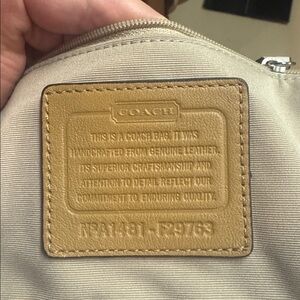 COACH
THIS IS A COACH BAG. IT WAS
HANDCRAFTED FROM GENUINE LEATHER.
ITS SUPERIOR CRAFTSMANSHIP AND
ATTENTION TO DETAIL REFLECT OUR
COMMITMENT TO ENDURING QUALITY.
Nº A1481-F29763